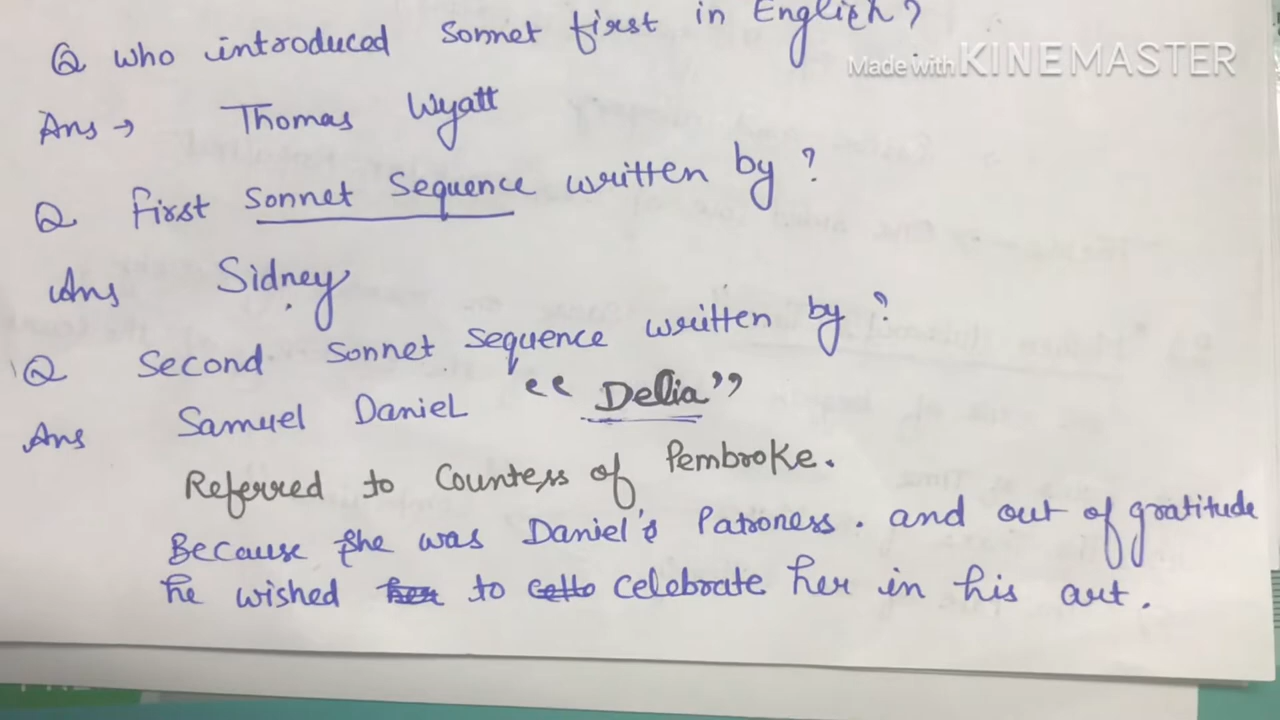 Q Who introduced Sonnet first in English?
Made with KINEMASTER
Ans → Thomas Wyatt
Q first Sonnet Sequence written by?
Ans Sidney
Q Second Sonnet Sequence written by?
Ans Samuel Daniel "Delia"
Referred to Countess of Pembroke.
Because she was Daniel's Patroness. and out of gratitude
he wished her to celebrate her in his art.